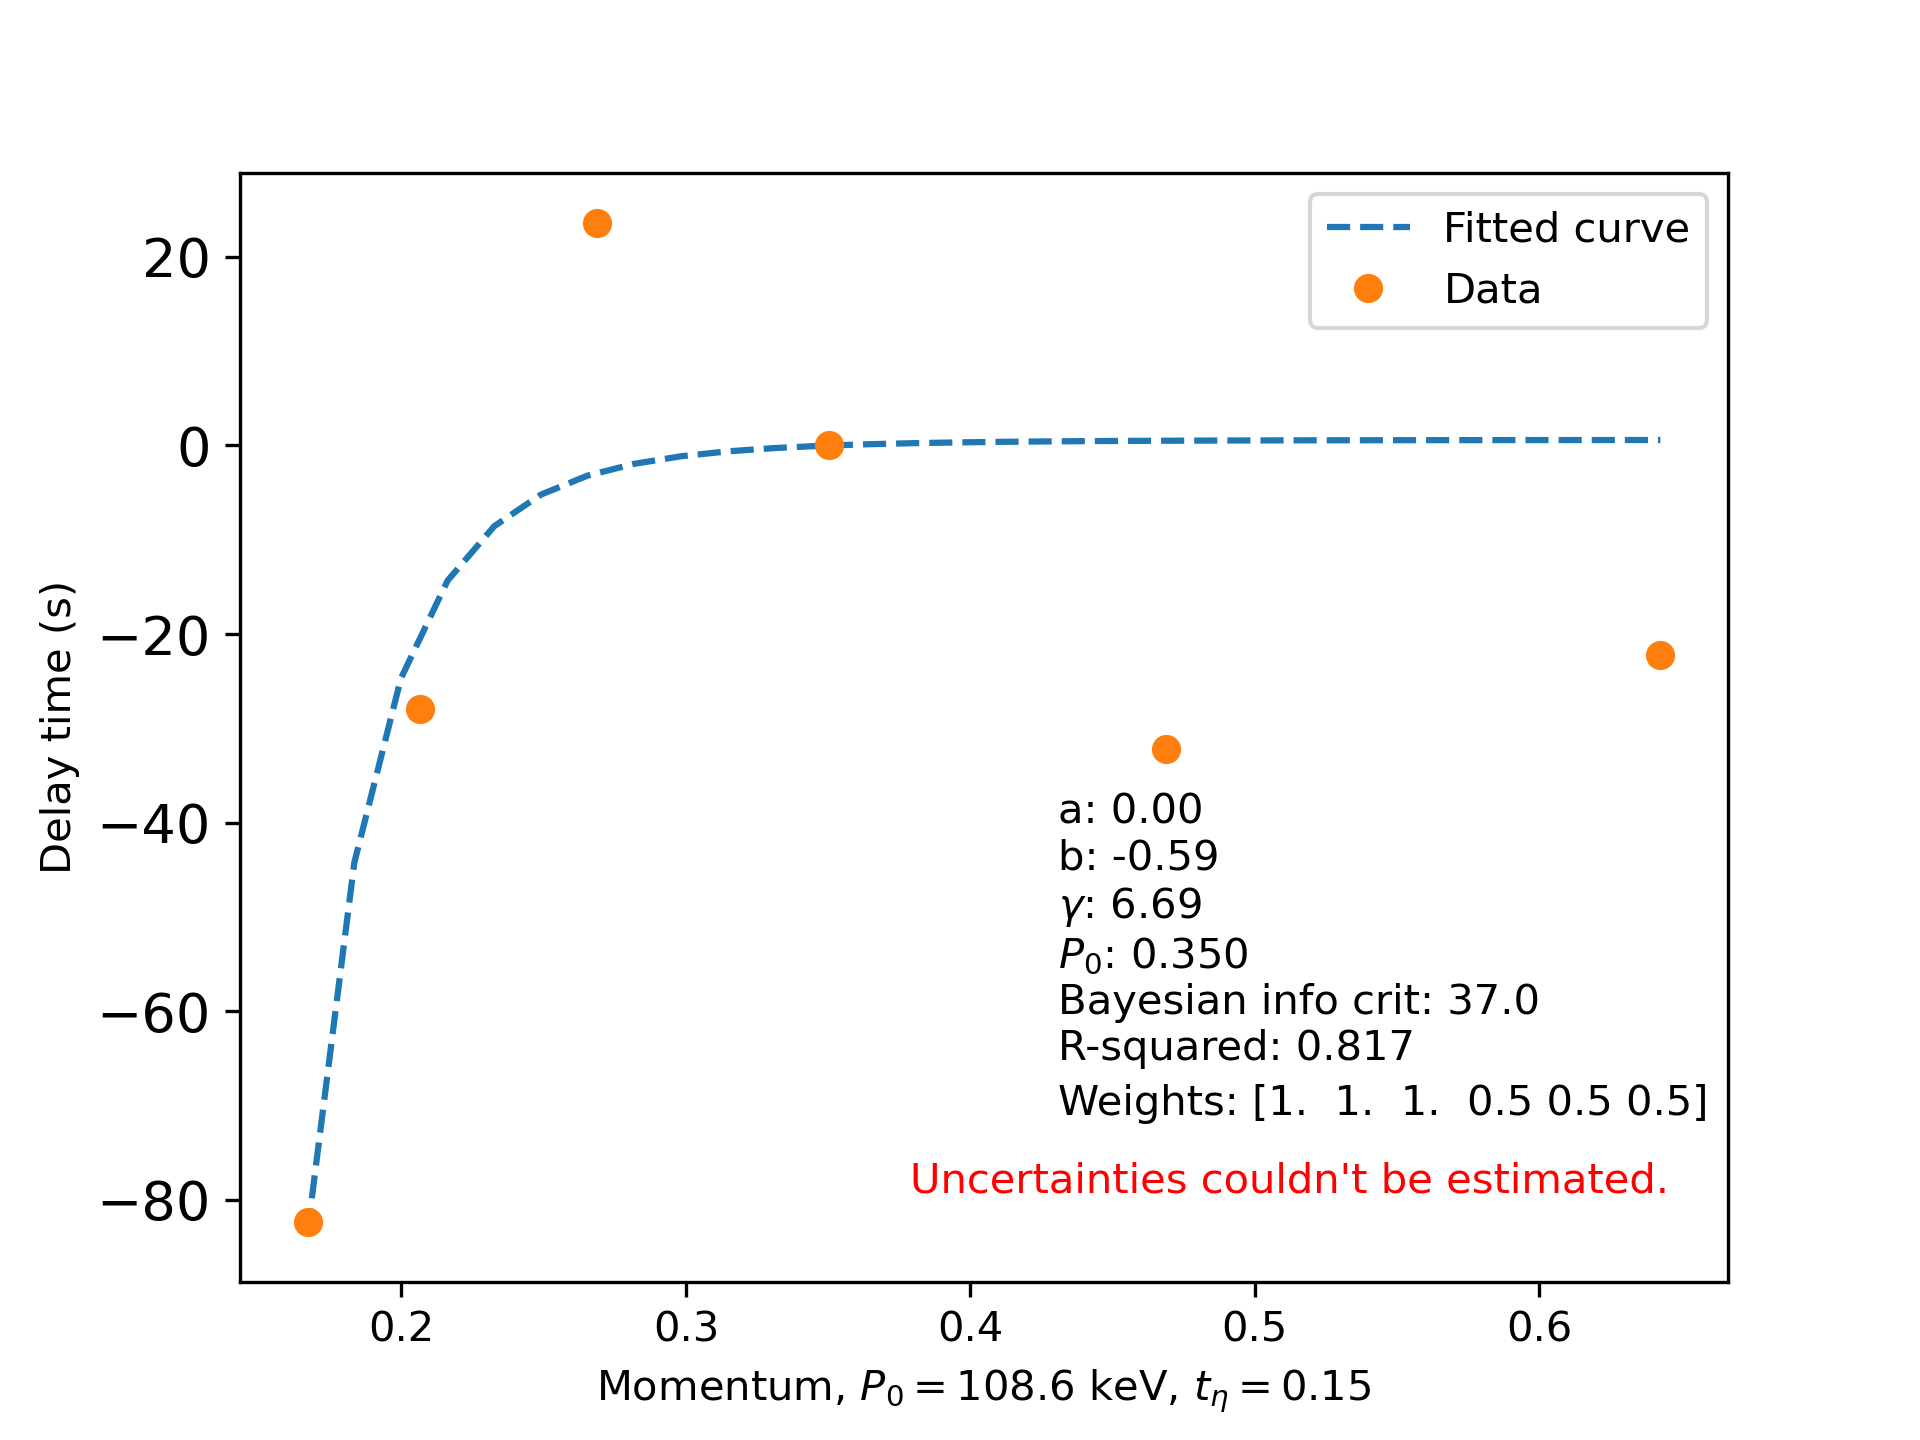 Fitted curve
Data
20
0
−20
−40
−60
−80
Delay time (s)
a: 0.00
b: -0.59
γ: 6.69
P₀: 0.350
Bayesian info crit: 37.0
R-squared: 0.817
Weights: [1.  1.  1.  0.5 0.5 0.5]
Uncertainties couldn't be estimated.
0.2 0.3 0.4 0.5 0.6
Momentum, P₀ = 108.6 keV, tη = 0.15